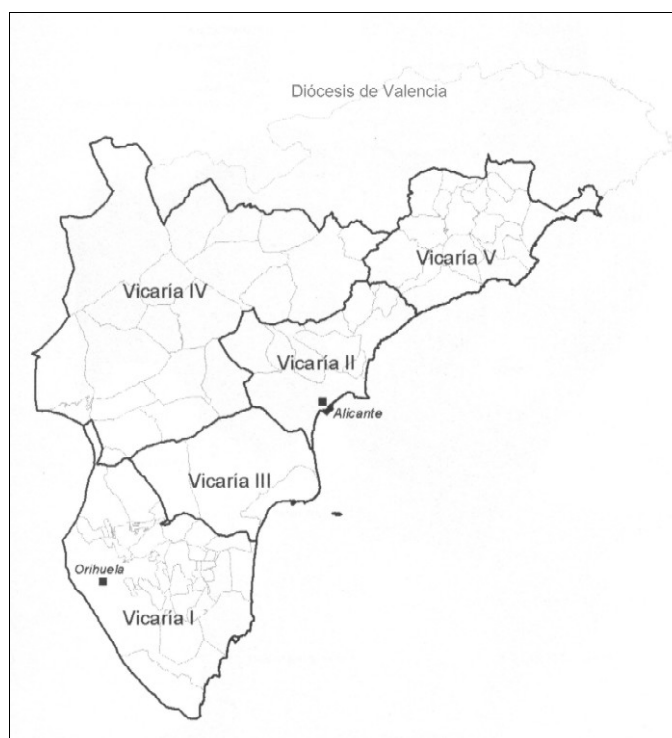 Diócesis de Valencia
Vicaría V
Vicaría IV
Vicaría II
Alicante
Vicaría III
Orihuela
Vicaría I